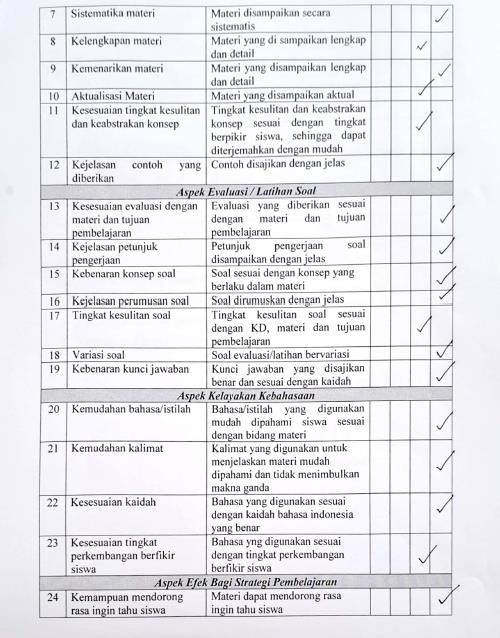 7 Sistematika materi Materi disampaikan secara
sistematis
8 Kelengkapan materi Materi yang di sampaikan lengkap
dan detail
9 Kemenarikan materi Materi yang disampaikan lengkap
dan detail
10 Aktualisasi Materi Materi yang disampaikan aktual
11 Kesesuaian tingkat kesulitan Tingkat kesulitan dan keabstrakan
dan keabstrakan konsep konsep sesuai dengan tingkat
berpikir siswa, sehingga dapat
diterjemahkan dengan mudah
12 Kejelasan contoh yang Contoh disajikan dengan jelas
diberikan
Aspek Evaluasi / Latihan Soal
13 Kesesuaian evaluasi dengan Evaluasi yang diberikan sesuai
materi dan tujuan dengan materi dan tujuan
pembelajaran pembelajaran
14 Kejelasan petunjuk Petunjuk pengerjaan soal
pengerjaan disampaikan dengan jelas
15 Kebenaran konsep soal Soal sesuai dengan konsep yang
berlaku dalam materi
16 Kejelasan perumusan soal Soal dirumuskan dengan jelas
17 Tingkat kesulitan soal Tingkat kesulitan soal sesuai
dengan KD, materi dan tujuan
pembelajaran
18 Variasi soal Soal evaluasi/latihan bervariasi
19 Kebenaran kunci jawaban Kunci jawaban yang disajikan
benar dan sesuai dengan kaidah
Aspek Kelayakan Kebahasaan
20 Kemudahan bahasa/istilah Bahasa/istilah yang digunakan
mudah dipahami siswa sesuai
dengan bidang materi
21 Kemudahan kalimat Kalimat yang digunakan untuk
menjelaskan materi mudah
dipahami dan tidak menimbulkan
makna ganda
22 Kesesuaian kaidah Bahasa yang digunakan sesuai
dengan kaidah bahasa indonesia
yang benar
23 Kesesuaian tingkat Bahasa yng digunakan sesuai
perkembangan berfikir dengan tingkat perkembangan
siswa berfikir siswa
Aspek Efek Bagi Strategi Pembelajaran
24 Kemampuan mendorong Materi dapat mendorong rasa
rasa ingin tahu siswa ingin tahu siswa